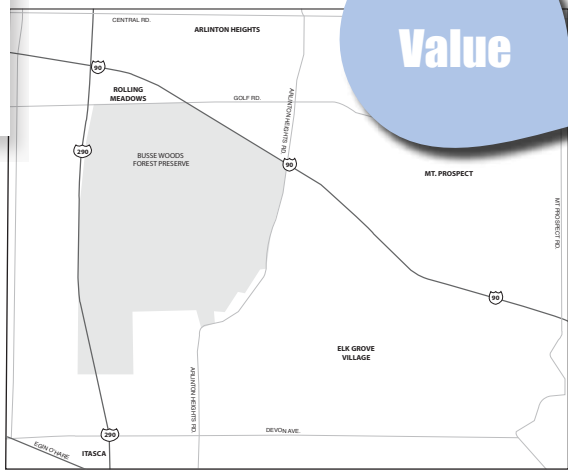 CENTRAL RD.
ARLINTON HEIGHTS
Value
90
ROLLING
MEADOWS
GOLF RD.
ARLINTON HEIGHTS RD.
290
BUSSE WOODS
FOREST PRESERVE
90
MT. PROSPECT
MT PROSPECT RD.
90
ELK GROVE
VILLAGE
ARLINTON HEIGHTS RD.
DEVON AVE.
290
EGIN O'HARE
ITASCA